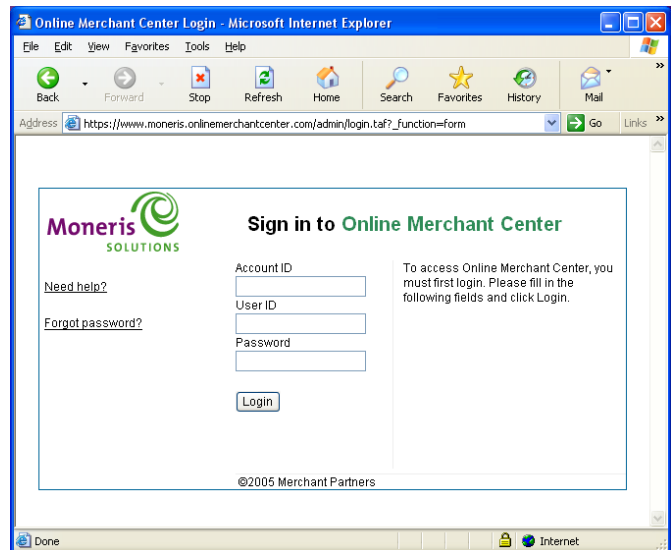 Online Merchant Center Login - Microsoft Internet Explorer
File Edit View Favorites Tools Help
Back Forward Stop Refresh Home Search Favorites History Mail »
Address https://www.moneris.onlinemerchantcenter.com/admin/login.taf?_function=form Go Links »
Moneris
SOLUTIONS
Sign in to Online Merchant Center
Need help?
Forgot password?
Account ID
User ID
Password
Login
To access Online Merchant Center, you
must first login. Please fill in the
following fields and click Login.
©2005 Merchant Partners
Done Internet